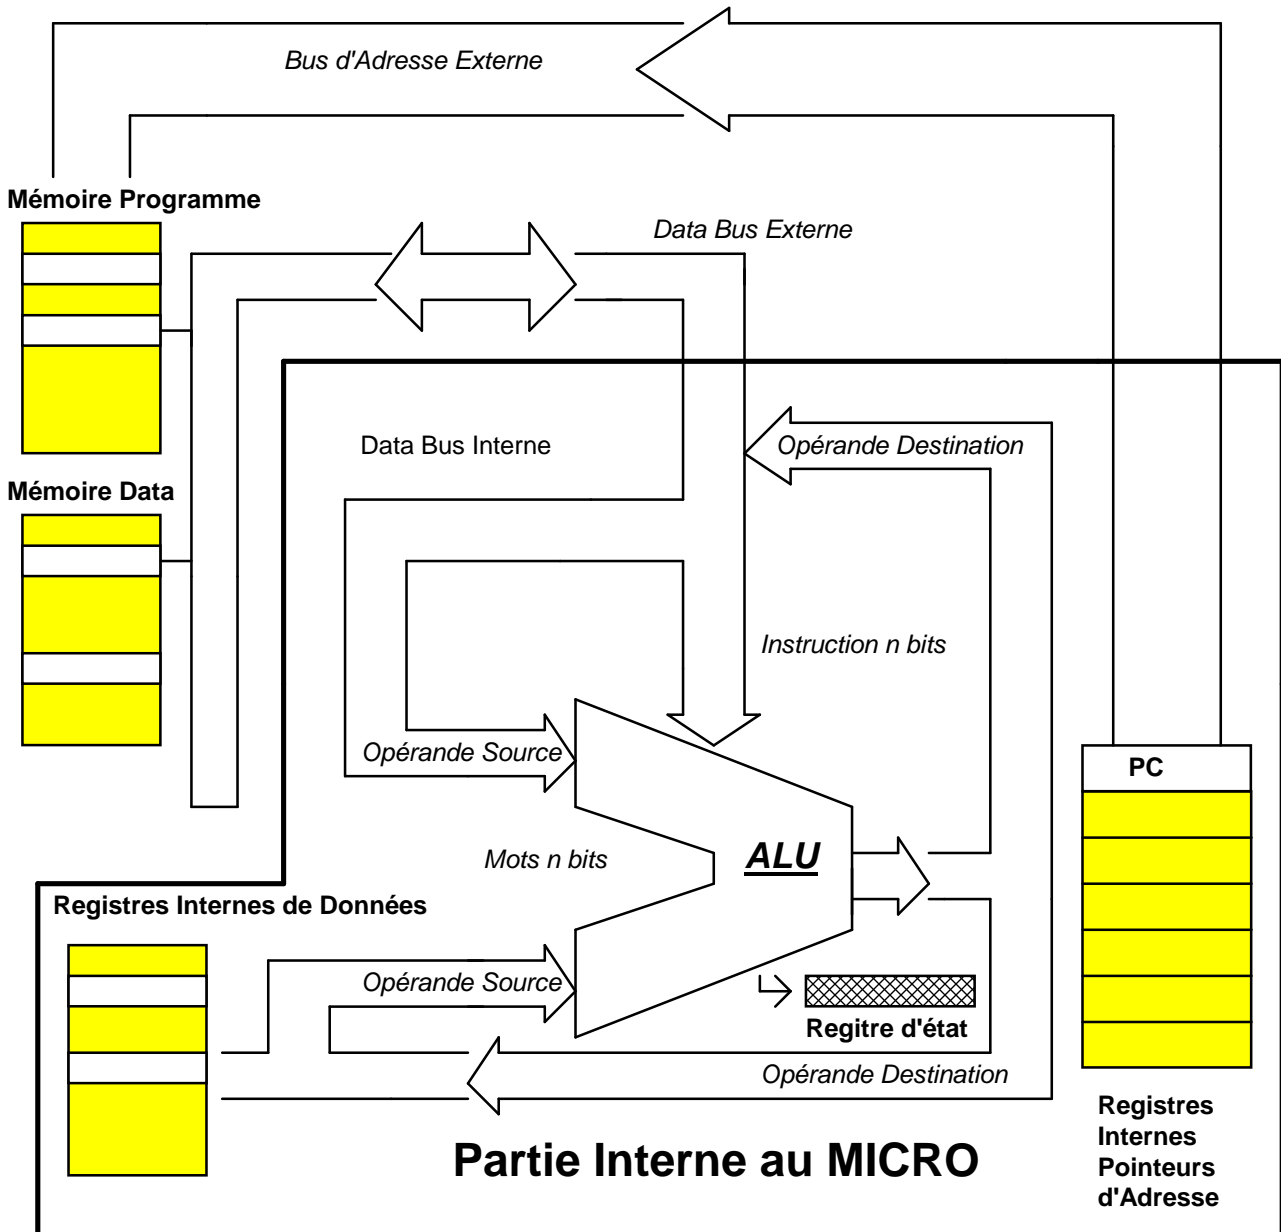 Bus d'Adresse Externe
Mémoire Programme
Data Bus Externe
Data Bus Interne
Opérande Destination
Mémoire Data
Instruction n bits
Opérande Source
PC
Mots n bits
ALU
Registres Internes de Données
Opérande Source
Regitre d'état
Opérande Destination
Registres
Internes
Pointeurs
d'Adresse
Partie Interne au MICRO